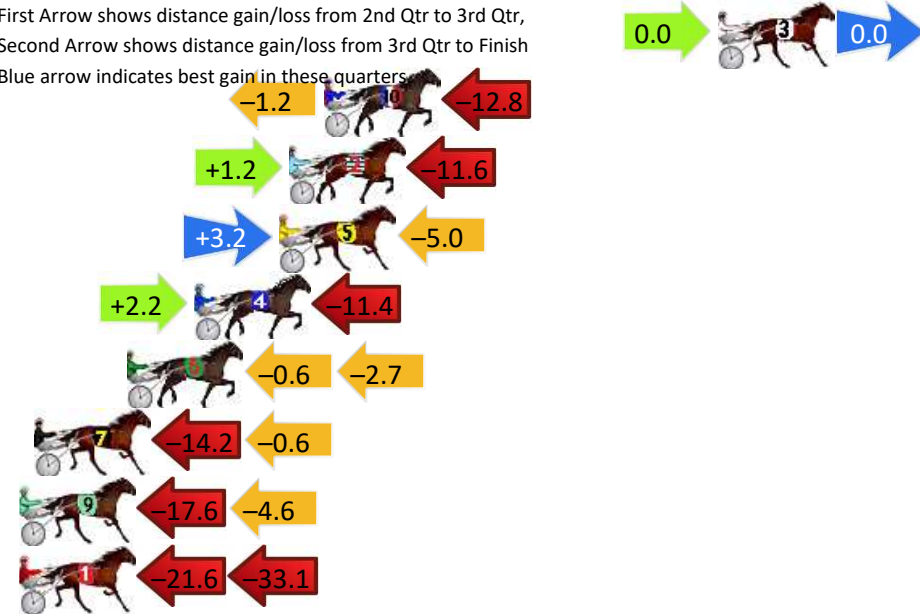 First Arrow shows distance gain/loss from 2nd Qtr to 3rd Qtr,
Second Arrow shows distance gain/loss from 3rd Qtr to Finish
Blue arrow indicates best gain in these quarters
0.0 3 0.0
–1.2 –12.8
+1.2 –11.6
+3.2 5 –5.0
+2.2 4 –11.4
–0.6 –2.7
7 –14.2 –0.6
9 –17.6 –4.6
1 –21.6 –33.1